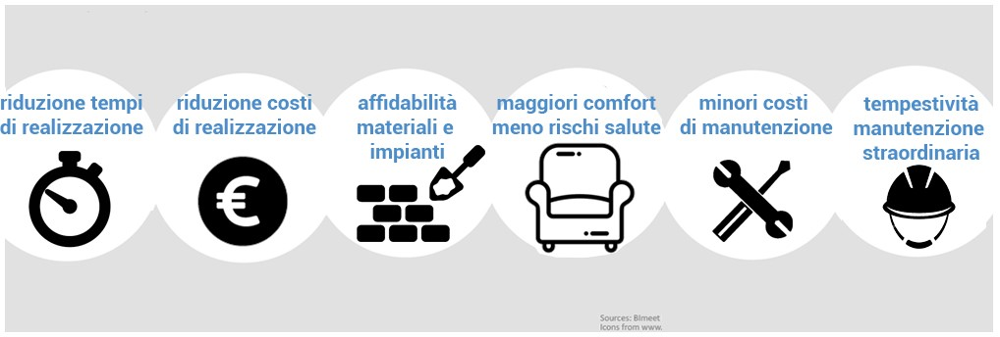 riduzione tempi
di realizzazione
riduzione costi
di realizzazione
affidabilità
materiali e
impianti
maggiori comfort
meno rischi salute
minori costi
di manutenzione
tempestività
manutenzione
straordinaria
Sources: BImeet
Icons from www.